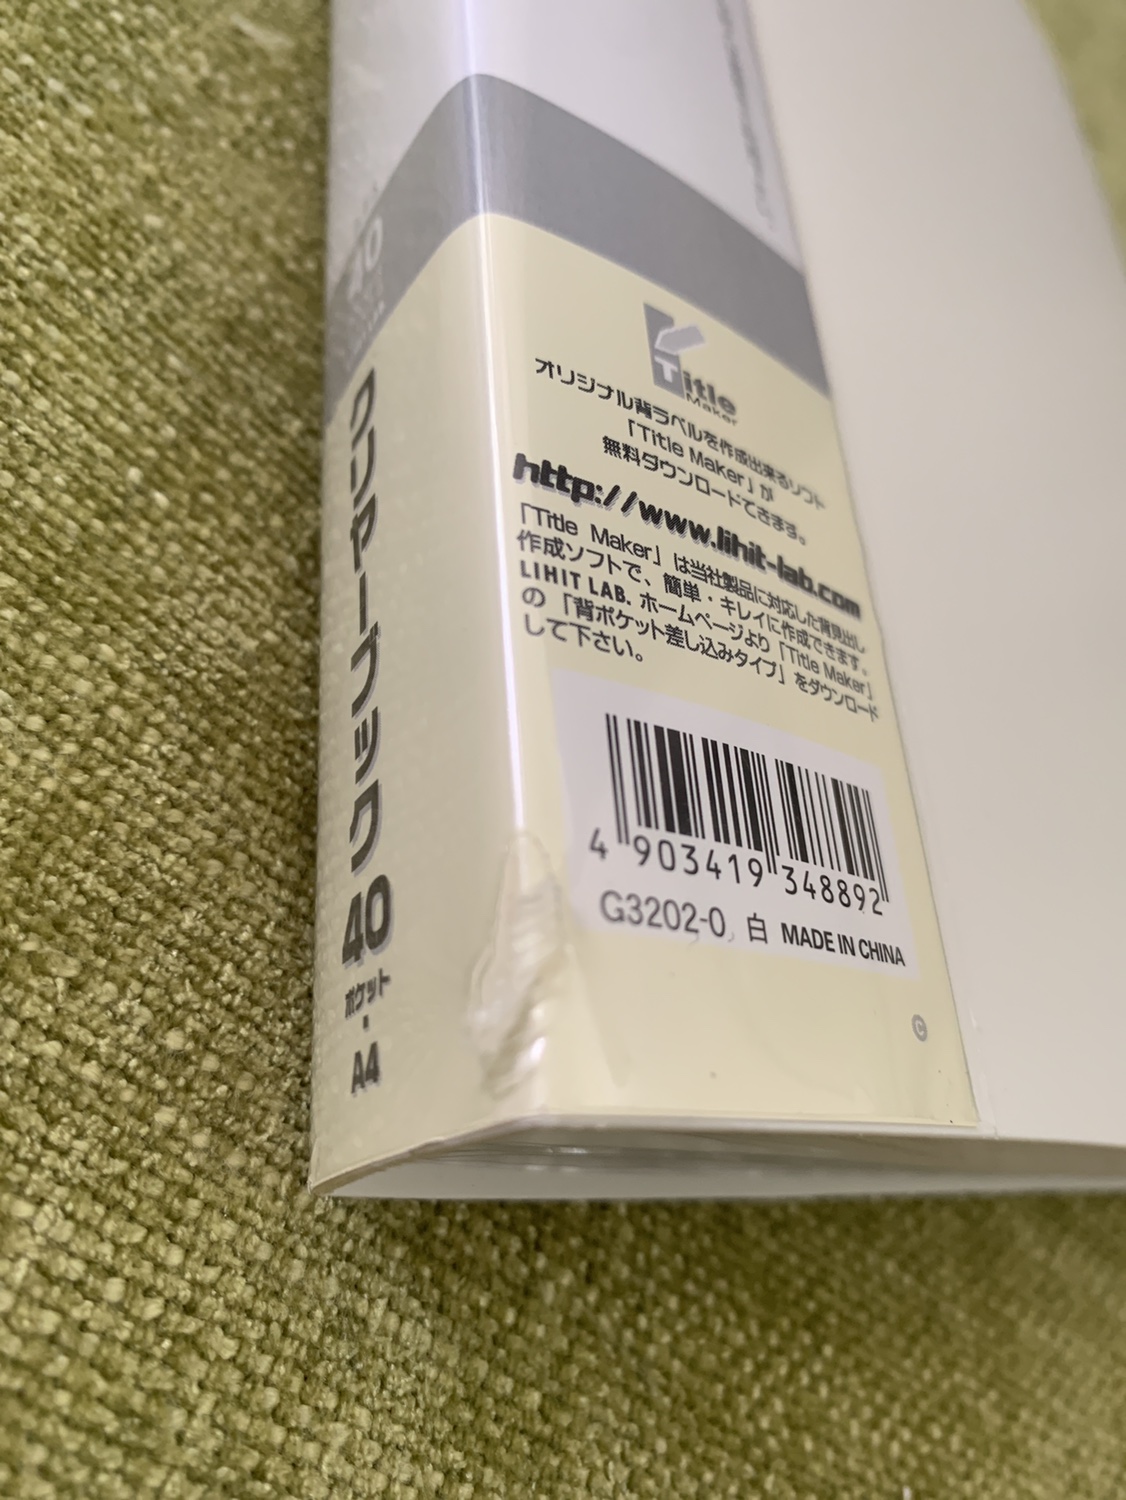 40
クリヤーブック
40
ポケット・
A4
Title
Maker
オリジナル背ラベルを作成出来るソフト
「Title Maker」が
無料ダウンロードできます。
http://www.lihit-lab.com
「Title Maker」は当社製品に対応した背見出し
作成ソフトで、簡単・キレイに作成できます。
LIHIT LAB. ホームページより「Title Maker」
の「背ポケット差し込みタイプ」をダウンロード
して下さい。
4 903419 348892
G3202-0 白 MADE IN CHINA
C